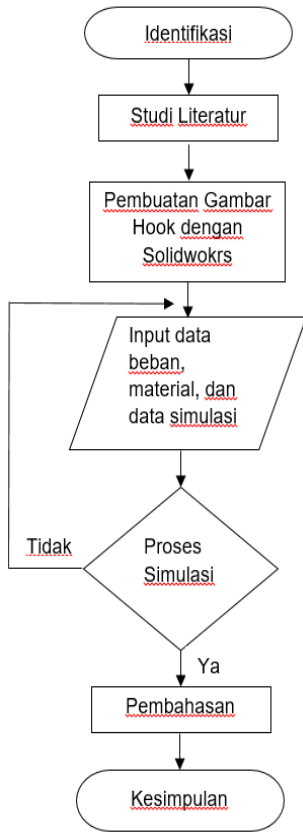 Identifikasi
Studi Literatur
Pembuatan Gambar
Hook dengan
Solidwokrs
Input data
beban,
material, dan
data simulasi
Tidak
Proses
Simulasi
Ya
Pembahasan
Kesimpulan